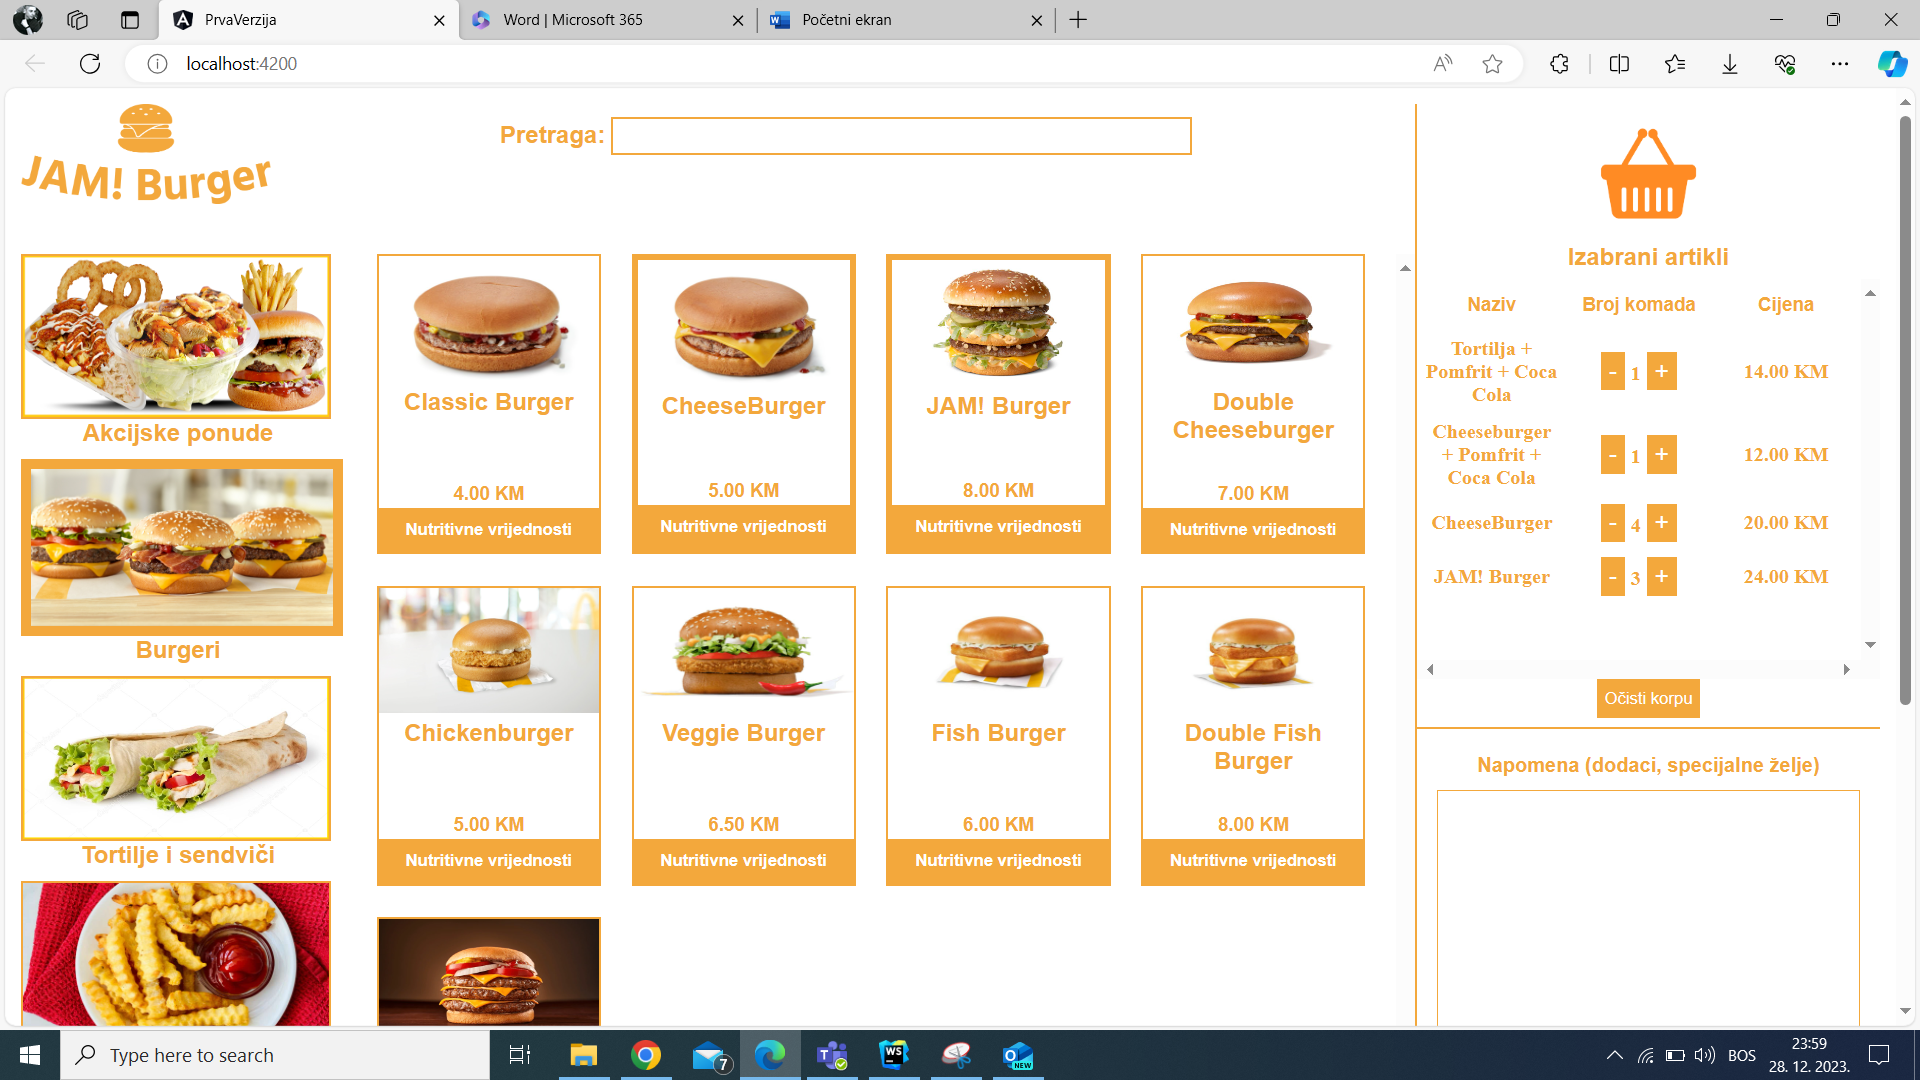 PrvaVerzija
Word | Microsoft 365
Početni ekran
localhost:4200
JAM! Burger
Pretraga:
Akcijske ponude
Burgeri
Tortilje i sendviči
Classic Burger
4.00 KM
Nutritivne vrijednosti
CheeseBurger
5.00 KM
Nutritivne vrijednosti
JAM! Burger
8.00 KM
Nutritivne vrijednosti
Double
Cheeseburger
7.00 KM
Nutritivne vrijednosti
Chickenburger
5.00 KM
Nutritivne vrijednosti
Veggie Burger
6.50 KM
Nutritivne vrijednosti
Fish Burger
6.00 KM
Nutritivne vrijednosti
Double Fish
Burger
8.00 KM
Nutritivne vrijednosti
Izabrani artikli
Naziv Broj komada Cijena
Tortilja +
Pomfrit + Coca
Cola
- 1 + 14.00 KM
Cheeseburger
+ Pomfrit +
Coca Cola
- 1 + 12.00 KM
CheeseBurger - 4 + 20.00 KM
JAM! Burger - 3 + 24.00 KM
Očisti korpu
Napomena (dodaci, specijalne želje)
Type here to search
7
WS
NEW
BOS
23:59
28. 12. 2023.